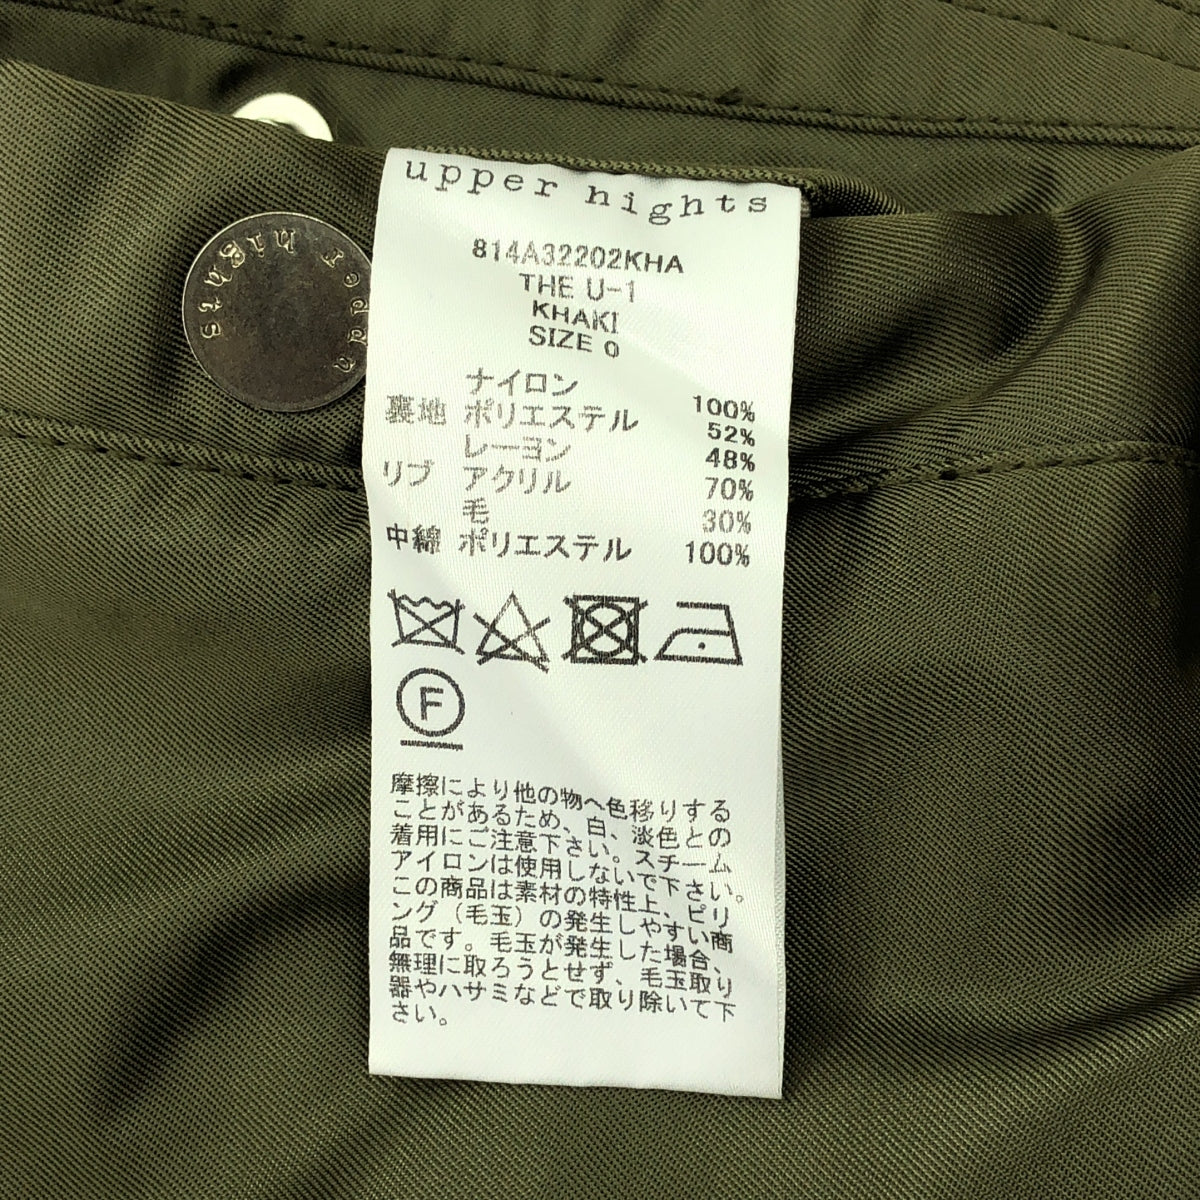 upper hights
upper hights
814A32202KHA
THE U-1
KHAKI
SIZE 0
ナイロン 100%
裏地 ポリエステル 52%
レーヨン 48%
リブ アクリル 70%
毛 30%
中綿 ポリエステル 100%
F
摩擦により他の物へ色移りする
ことがあるため、白、淡色との
着用にご注意下さい。スチーム
アイロンは使用しないで下さい。
この商品は素材の特性上、ピリ
ング（毛玉）の発生しやすい商
品です。毛玉が発生した場合、
無理に取ろうとせず、毛玉取り
器やハサミなどで取り除いて下
さい。